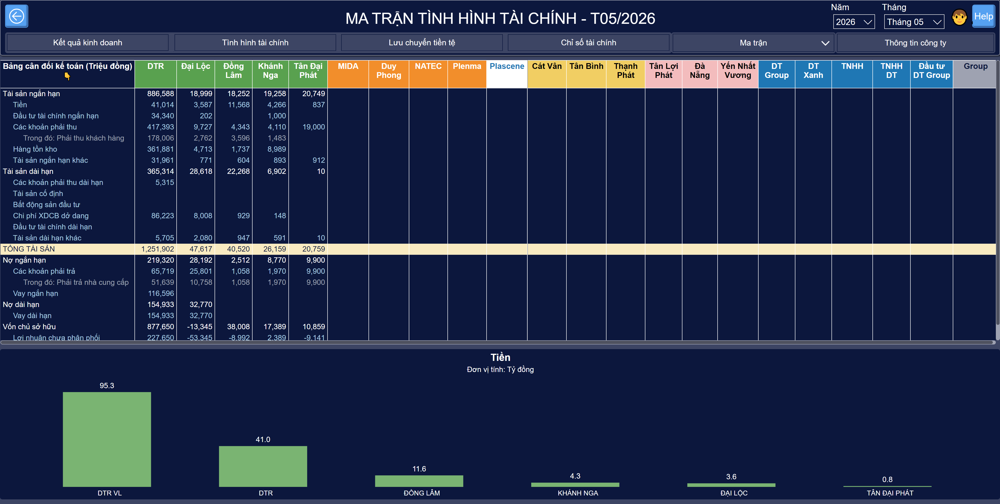 MA TRẬN TÌNH HÌNH TÀI CHÍNH - T05/2026
Năm Tháng
2026 Tháng 05 Help
Kết quả kinh doanh Tình hình tài chính Lưu chuyển tiền tệ Chỉ số tài chính Ma trận Thông tin công ty
Bảng cân đối kế toán (Triệu đồng) DTR Đại Lộc Đồng Lâm Khánh Nga Tân Đại Phát MIDA Duy Phong NATEC Plenma Plascene Cát Vân Tân Bình Thạnh Phát Tân Lợi Phát Đà Nẵng Yến Nhất Vương DT Group DT Xanh TNHH TNHH DT Đầu tư DT Group Group
Tài sản ngắn hạn 886,588 18,999 18,252 19,258 20,749
Tiền 41,014 3,587 11,568 4,266 837
Đầu tư tài chính ngắn hạn 34,340 202 1,000
Các khoản phải thu 417,393 9,727 4,343 4,110 19,000
Trong đó: Phải thu khách hàng 178,006 2,762 3,596 1,483
Hàng tồn kho 361,881 4,713 1,737 8,989
Tài sản ngắn hạn khác 31,961 771 604 893 912
Tài sản dài hạn 365,314 28,618 22,268 6,902 10
Các khoản phải thu dài hạn 5,315
Tài sản cố định
Bất động sản đầu tư
Chi phí XDCB dở dang 86,223 8,008 929 148
Đầu tư tài chính dài hạn
Tài sản dài hạn khác 5,705 2,080 947 591 10
TỔNG TÀI SẢN 1,251,902 47,617 40,520 26,159 20,759
Nợ ngắn hạn 219,320 28,192 2,512 8,770 9,900
Các khoản phải trả 65,719 25,801 1,058 1,970 9,900
Trong đó: Phải trả nhà cung cấp 51,639 10,758 1,058 1,970 9,900
Vay ngắn hạn 116,596
Nợ dài hạn 154,933 32,770
Vay dài hạn 154,933 32,770
Vốn chủ sở hữu 877,650 -13,345 38,008 17,389 10,859
Lợi nhuận chưa phân phối 227,650 -53,345 -8,992 2,389 -9,141
Tiền
Đơn vị tính: Tỷ đồng
95.3
41.0
11.6
4.3
3.6
0.8
DTR VL DTR ĐỒNG LÂM KHÁNH NGA ĐẠI LỘC TÂN ĐẠI PHÁT